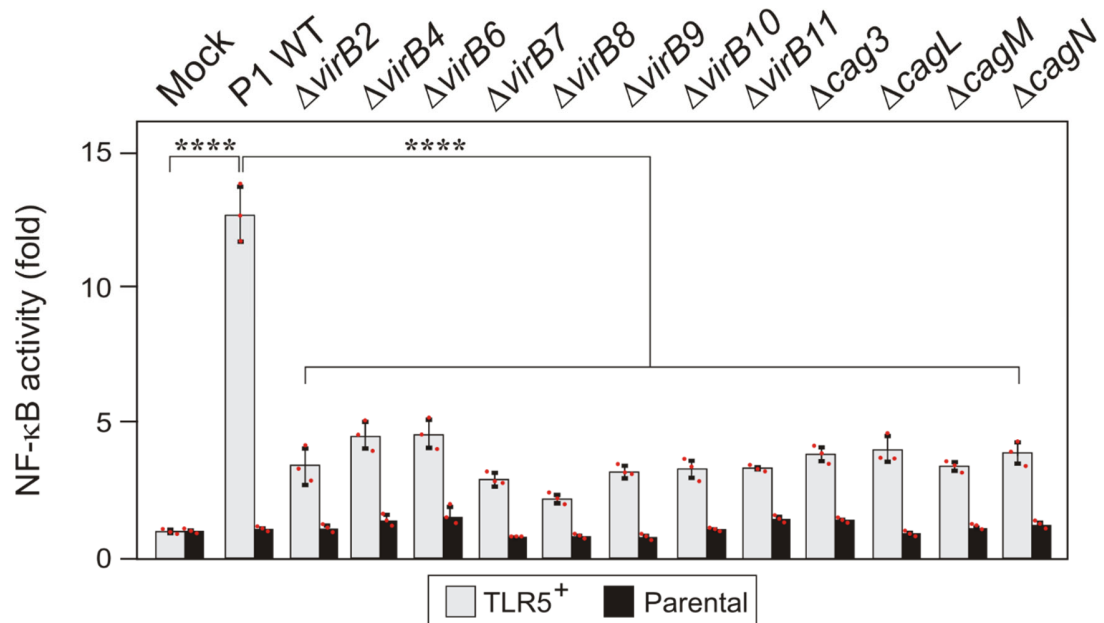 Mock P1 WT ΔvirB2 ΔvirB4 ΔvirB6 ΔvirB7 ΔvirB8 ΔvirB9 ΔvirB10 ΔvirB11 Δcag3 ΔcagL ΔcagM ΔcagN
**** ****
NF-κB activity (fold)
15
10
5
0
TLR5⁺ Parental